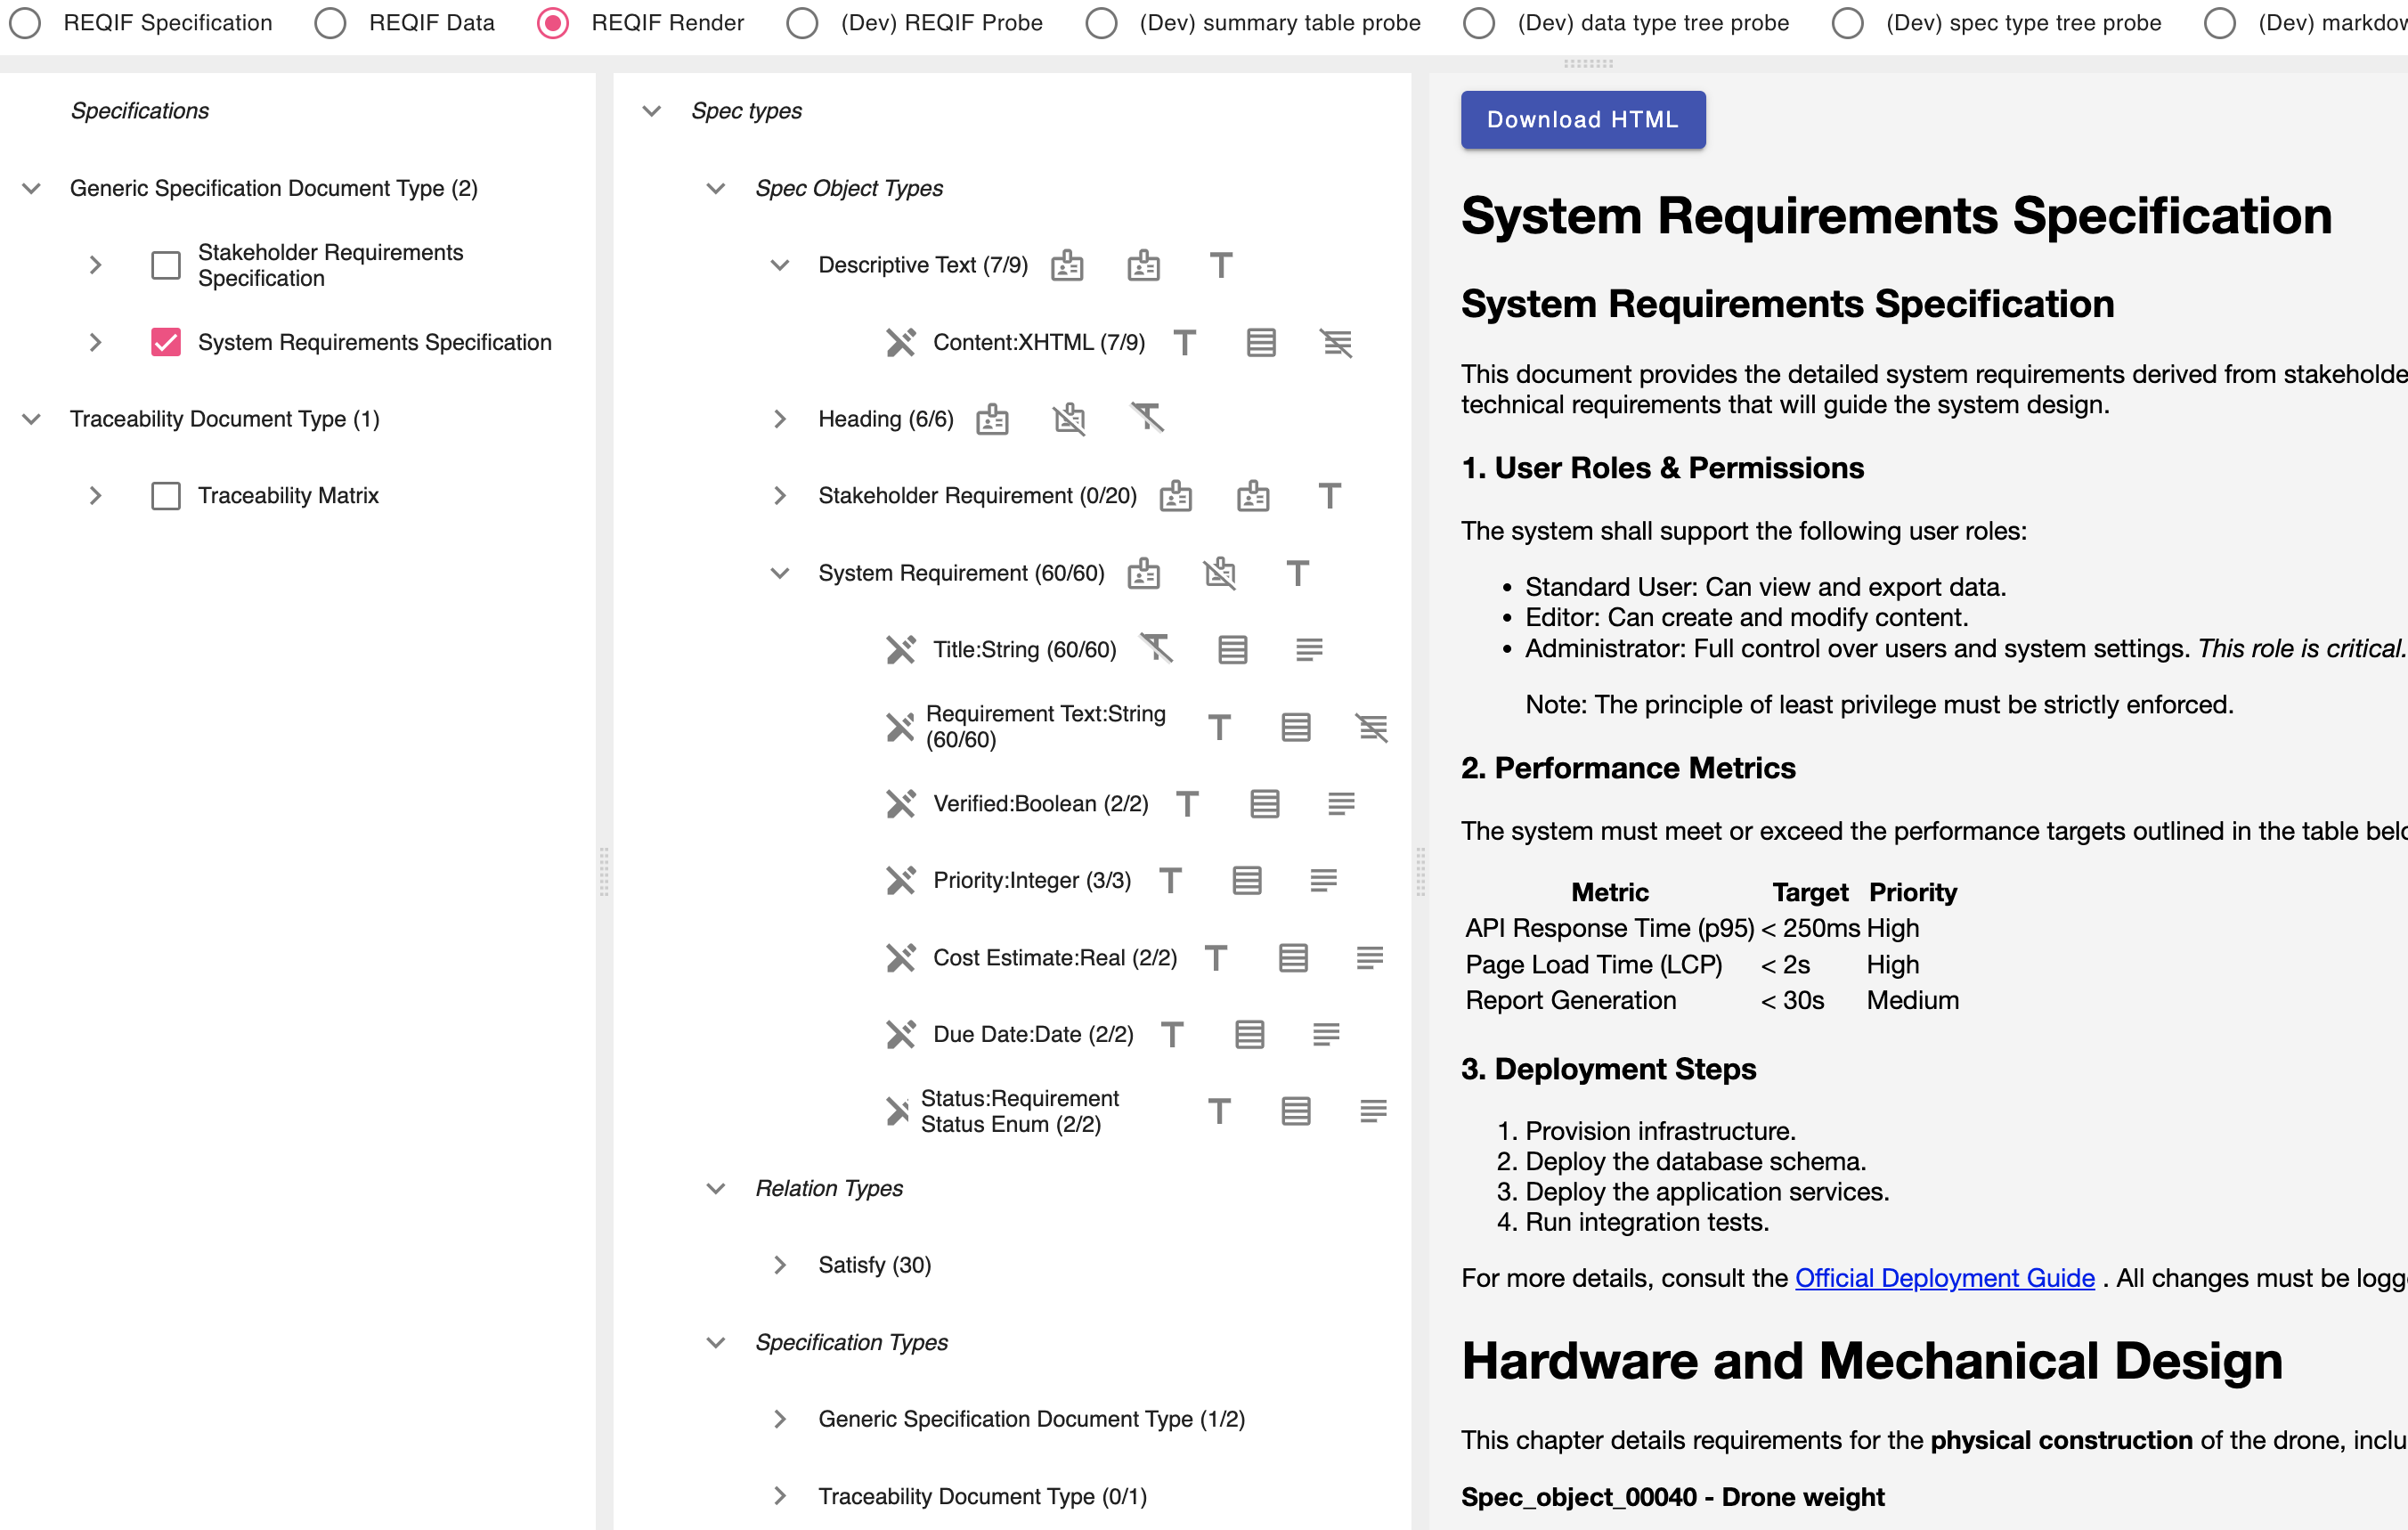 REQIF Specification
REQIF Data
REQIF Render
(Dev) REQIF Probe
(Dev) summary table probe
(Dev) data type tree probe
(Dev) spec type tree probe
(Dev)
Specifications
Generic Specification Document Type (2)
Stakeholder Requirements
Specification
System Requirements Specification
Traceability Document Type (1)
Traceability Matrix
Spec types
Spec Object Types
Descriptive Text (7/9)
Content:XHTML (7/9)
Heading (6/6)
Stakeholder Requirement (0/20)
System Requirement (60/60)
Title:String (60/60)
Requirement Text:String
(60/60)
Verified:Boolean (2/2)
Priority:Integer (3/3)
Cost Estimate:Real (2/2)
Due Date:Date (2/2)
Status:Requirement
Status Enum (2/2)
Relation Types
Satisfy (30)
Specification Types
Generic Specification Document Type (1/2)
Traceability Document Type (0/1)
Download HTML
System Requirements Specification
System Requirements Specification
This document provides the detailed system requirements derived from
technical requirements that will guide the system design.
1. User Roles & Permissions
The system shall support the following user roles:
• Standard User: Can view and export data.
• Editor: Can create and modify content.
• Administrator: Full control over users and system settings. This role is critical.
Note: The principle of least privilege must be strictly enforced.
2. Performance Metrics
The system must meet or exceed the performance targets outlined in the table
Metric Target Priority
API Response Time (p95) < 250ms High
Page Load Time (LCP) < 2s High
Report Generation < 30s Medium
3. Deployment Steps
1. Provision infrastructure.
2. Deploy the database schema.
3. Deploy the application services.
4. Run integration tests.
For more details, consult the Official Deployment Guide . All changes must be
Hardware and Mechanical Design
This chapter details requirements for the physical construction of the drone,
Spec_object_00040 - Drone weight